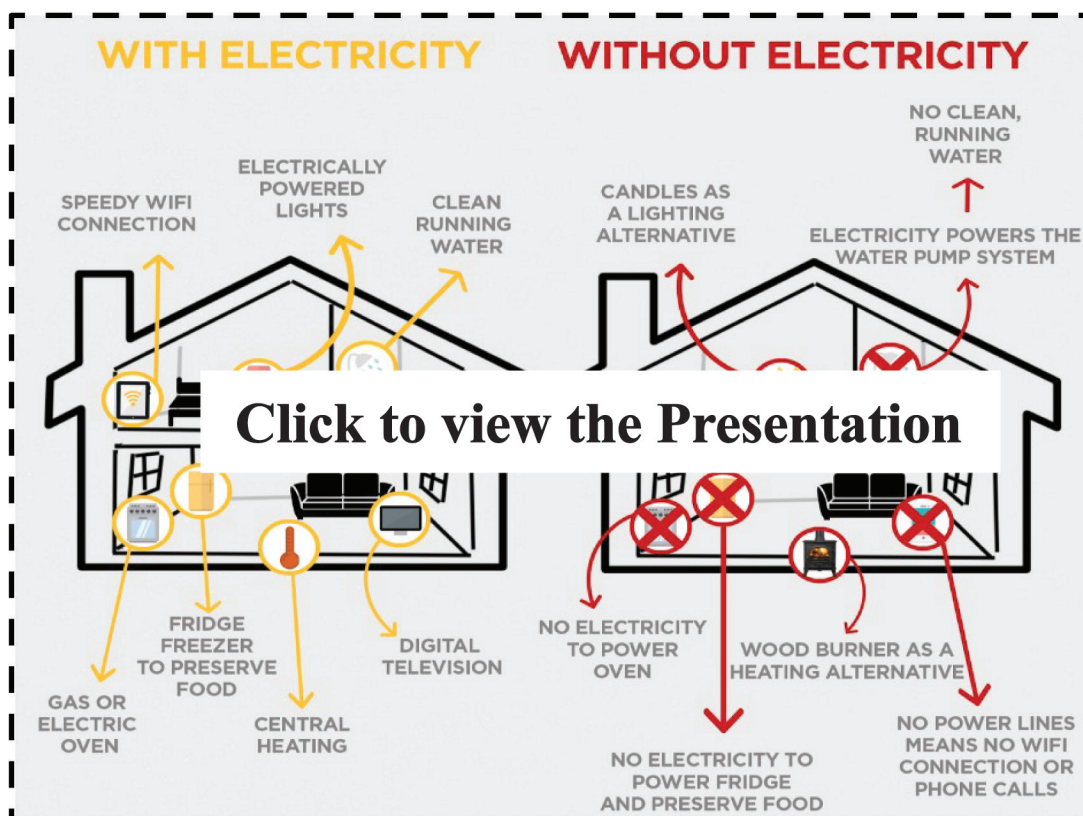 WITH ELECTRICITY
WITHOUT ELECTRICITY
SPEEDY WIFI
CONNECTION
ELECTRICALLY
POWERED
LIGHTS
CLEAN
RUNNING
WATER
CANDLES AS
A LIGHTING
ALTERNATIVE
NO CLEAN,
RUNNING
WATER
ELECTRICITY POWERS THE
WATER PUMP SYSTEM
Click to view the Presentation
GAS OR
ELECTRIC
OVEN
FRIDGE
FREEZER
TO PRESERVE
FOOD
CENTRAL
HEATING
DIGITAL
TELEVISION
NO ELECTRICITY
TO POWER
OVEN
NO ELECTRICITY TO
POWER FRIDGE
AND PRESERVE FOOD
WOOD BURNER AS A
HEATING ALTERNATIVE
NO POWER LINES
MEANS NO WIFI
CONNECTION OR
PHONE CALLS